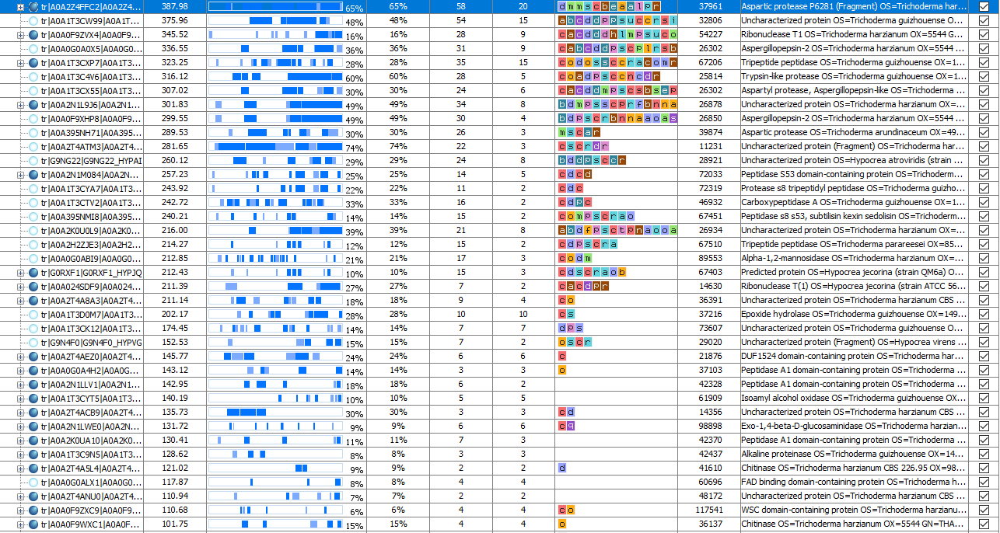 tr|A0A2Z4FFC2|A0A2Z4... 387.98 65% 65% 58 20 d m m s c b e a a l P r 37961 Aspartic protease P6281 (Fragment) OS=Trichoderma har...
tr|A0A1T3CW99|A0A1T... 375.96 48% 48% 54 15 a b c d d P s u c c r s i 32806 Uncharacterized protein OS=Trichoderma guizhouense O...
tr|A0A0F9ZVX4|A0A0F9... 345.52 16% 16% 28 9 c a c d d d h l m P s u c o 54227 Ribonuclease T1 OS=Trichoderma harzianum OX=5544 G...
tr|A0A0G0A0X5|A0A0G0... 336.55 36% 36% 31 9 c a b c d d P s c P l r s b 26302 Aspergillopepsin-2 OS=Trichoderma harzianum OX=5544 ...
tr|A0A1T3CXP7|A0A1T3... 323.25 28% 28% 35 15 c o d o s s c c r a b o m r 67206 Tripeptide peptidase OS=Trichoderma guizhouense OX=1...
tr|A0A1T3C4V6|A0A1T3... 316.12 60% 60% 28 5 c o a d P s c r n c d r 25814 Trypsin-like protease OS=Trichoderma guizhouense OX=1...
tr|A0A1T3CX55|A0A1T3... 307.02 30% 30% 24 6 c a c d d m P s c s b s e P 26302 Aspartyl protease, Aspergillopepsin-like OS=Trichoderma ...
tr|A0A2N1L9J6|A0A2N1... 301.83 49% 49% 34 8 b d m P s s c P r f b n n a 26878 Uncharacterized protein OS=Trichoderma harzianum OX=...
tr|A0A0F9XHP8|A0A0F9... 299.55 49% 49% 30 4 b d P s c r b n n a a o a s 26850 Aspergillopepsin-2 OS=Trichoderma harzianum OX=5544 ...
tr|A0A395NH71|A0A395... 289.53 30% 30% 26 3 m s c a r 39874 Aspartic protease OS=Trichoderma arundinaceum OX=49...
tr|A0A2T4ATM3|A0A2T4... 281.65 74% 74% 22 3 c s c r d r 11231 Uncharacterized protein (Fragment) OS=Trichoderma har...
tr|G9NG22|G9NG22_HYPAI 260.12 29% 29% 24 8 b d d P s c a r 28921 Uncharacterized protein OS=Hypocrea atroviridis (strain ...
tr|A0A2N1M084|A0A2N... 257.23 25% 25% 14 5 c d c d 72033 Peptidase S53 domain-containing protein OS=Trichoderm...
tr|A0A1T3CYA7|A0A1T3... 243.92 22% 22% 11 2 c d c 72319 Protease s8 tripeptidyl peptidase OS=Trichoderma guizho...
tr|A0A1T3CTV2|A0A1T3... 242.72 33% 33% 16 2 c d P c 46932 Carboxypeptidase A OS=Trichoderma guizhouense OX=1...
tr|A0A395NMI8|A0A395... 240.21 14% 14% 15 2 c o m P s c r a o 67451 Peptidase s8 s53, subtilisin kexin sedolisin OS=Trichoder...
tr|A0A2K0U0L9|A0A2K0... 216.00 39% 39% 21 8 a b d f P s c t P n a o o a 26934 Uncharacterized protein OS=Trichoderma harzianum OX=...
tr|A0A2H2ZJE3|A0A2H2... 214.27 12% 12% 15 2 c d P s c r a 67510 Tripeptide peptidase OS=Trichoderma parareesei OX=85...
tr|A0A0G0ABI9|A0A0G0... 212.85 21% 21% 17 3 c o d m 89553 Alpha-1,2-mannosidase OS=Trichoderma harzianum OX=...
tr|G0RXF1|G0RXF1_HYPJQ 212.43 10% 10% 15 3 c d s c r a o b 67403 Predicted protein OS=Hypocrea jecorina (strain QM6a) O...
tr|A0A024SDF9|A0A024... 211.39 27% 27% 7 2 c a c d P r 14630 Ribonuclease T(1) OS=Hypocrea jecorina (strain ATCC 56...
tr|A0A2T4A8A3|A0A2T4... 211.14 18% 18% 9 4 c o 36391 Uncharacterized protein OS=Trichoderma harzianum CBS ...
tr|A0A1T3D0M7|A0A1T3... 202.17 28% 28% 10 10 c s 37216 Epoxide hydrolase OS=Trichoderma guizhouense OX=149...
tr|A0A1T3CK12|A0A1T3... 174.45 14% 14% 7 7 d P s 73607 Uncharacterized protein OS=Trichoderma guizhouense O...
tr|G9N4F0|G9N4F0_HYPVG 152.53 15% 15% 7 2 o s c r 29020 Uncharacterized protein (Fragment) OS=Hypocrea virens ...
tr|A0A2T4AEZ0|A0A2T4... 145.77 24% 24% 6 6 c 21876 DUF1524 domain-containing protein OS=Trichoderma har...
tr|A0A0G0A4H2|A0A0G... 143.12 14% 14% 3 3 o 37103 Peptidase A1 domain-containing protein OS=Trichoderma ...
tr|A0A2N1LLV1|A0A2N1... 142.95 18% 18% 6 2 42328 Peptidase A1 domain-containing protein OS=Trichoderma ...
tr|A0A1T3CYT5|A0A1T3... 140.19 10% 10% 5 5 61909 Isoamyl alcohol oxidase OS=Trichoderma guizhouense OX...
tr|A0A2T4ACB9|A0A2T4... 135.73 30% 30% 3 3 c d 14356 Uncharacterized protein OS=Trichoderma harzianum CBS ...
tr|A0A2N1LWE0|A0A2N... 131.72 9% 9% 6 6 c q 98898 Exo-1,4-beta-D-glucosaminidase OS=Trichoderma harzian...
tr|A0A2K0UA10|A0A2K0... 130.41 11% 11% 7 3 42370 Peptidase A1 domain-containing protein OS=Trichoderma ...
tr|A0A1T3C9N5|A0A1T3... 128.62 8% 8% 3 3 42437 Alkaline proteinase OS=Trichoderma guizhouense OX=14...
tr|A0A2T4A5L4|A0A2T4... 121.02 9% 9% 2 2 d 41610 Chitinase OS=Trichoderma harzianum CBS 226.95 OX=98...
tr|A0A0G0ALX1|A0A0G0... 117.87 8% 8% 4 4 60696 FAD binding domain-containing protein OS=Trichoderma h...
tr|A0A2T4ANU0|A0A2T4... 110.94 7% 7% 2 2 48172 Uncharacterized protein OS=Trichoderma harzianum CBS ...
tr|A0A0F9ZXC9|A0A0F9... 110.68 6% 6% 4 4 c o 117541 WSC domain-containing protein OS=Trichoderma harzianu...
tr|A0A0F9WXC1|A0A0F... 101.75 15% 15% 4 4 o 36137 Chitinase OS=Trichoderma harzianum OX=5544 GN=THA...